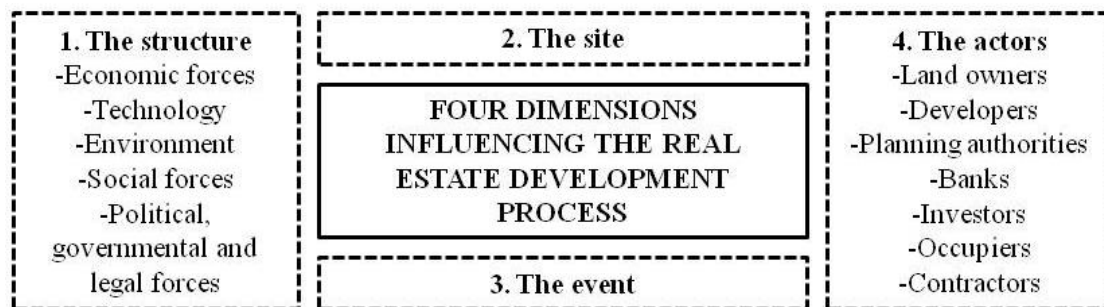 1. The structure
-Economic forces
-Technology
-Environment
-Social forces
-Political,
governmental and
legal forces
2. The site
FOUR DIMENSIONS
INFLUENCING THE REAL
ESTATE DEVELOPMENT
PROCESS
3. The event
4. The actors
-Land owners
-Developers
-Planning authorities
-Banks
-Investors
-Occupiers
-Contractors